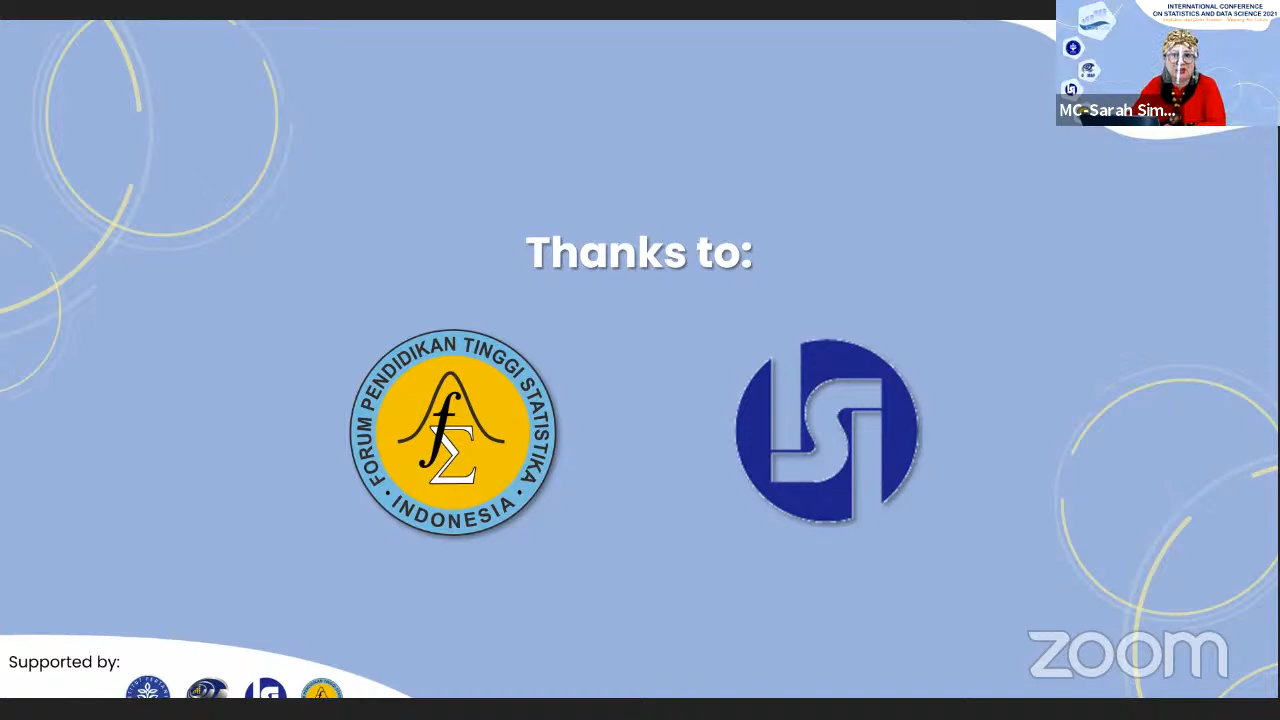 INTERNATIONAL CONFERENCE
ON STATISTICS AND DATA SCIENCE 2021
MC-Sarah Sim...
Thanks to:
FORUM PENDIDIKAN TINGGI STATISTIKA
• INDONESIA •
f
Σ
zoom
Supported by: